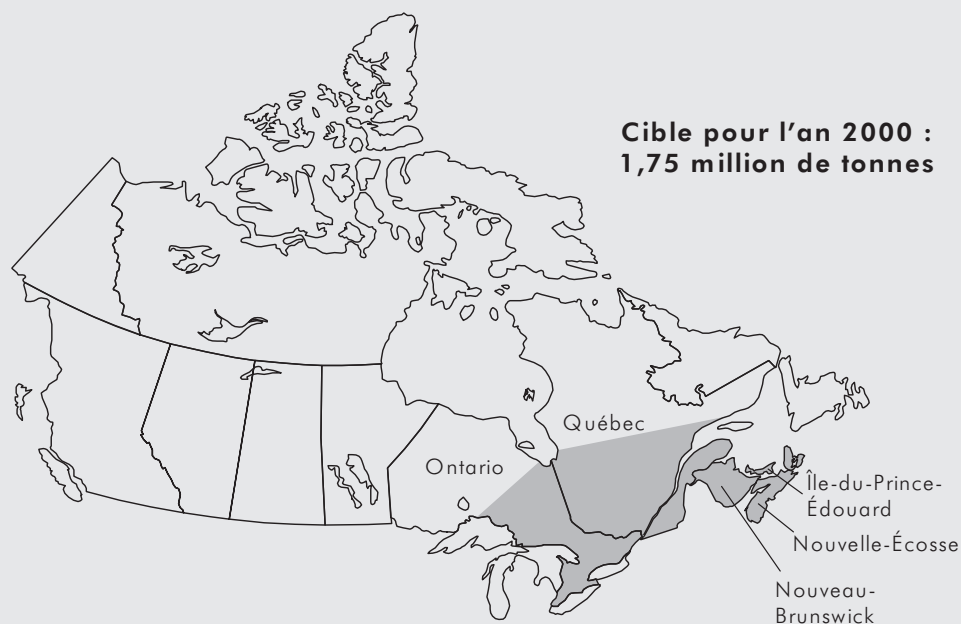 Cible pour l'an 2000 :
1,75 million de tonnes
Québec
Ontario
Île-du-Prince-
Édouard
Nouvelle-Écosse
Nouveau-
Brunswick